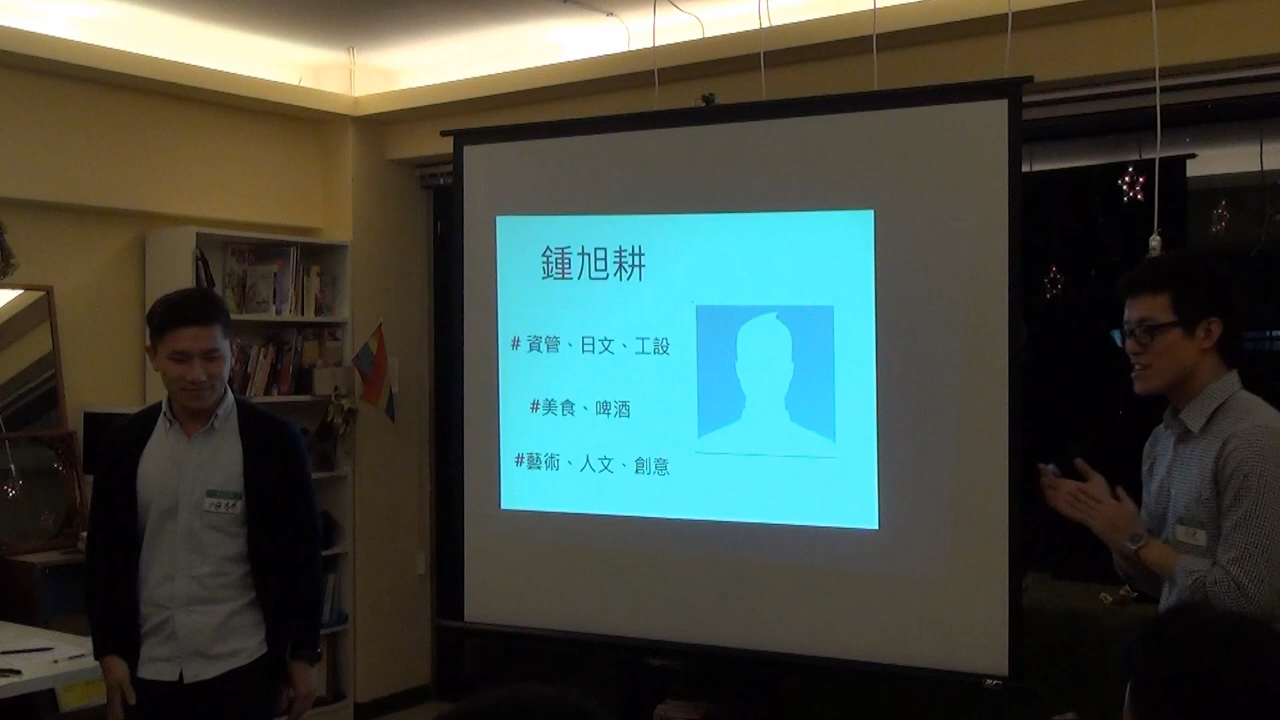 鍾旭耕
# 資管、日文、工設
#美食、啤酒
#藝術、人文、創意